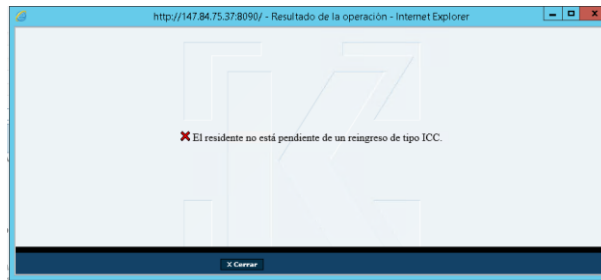 http://147.84.75.37:8090/ - Resultado de la operación - Internet Explorer
El residente no está pendiente de un reingreso de tipo ICC.
X Cerrar